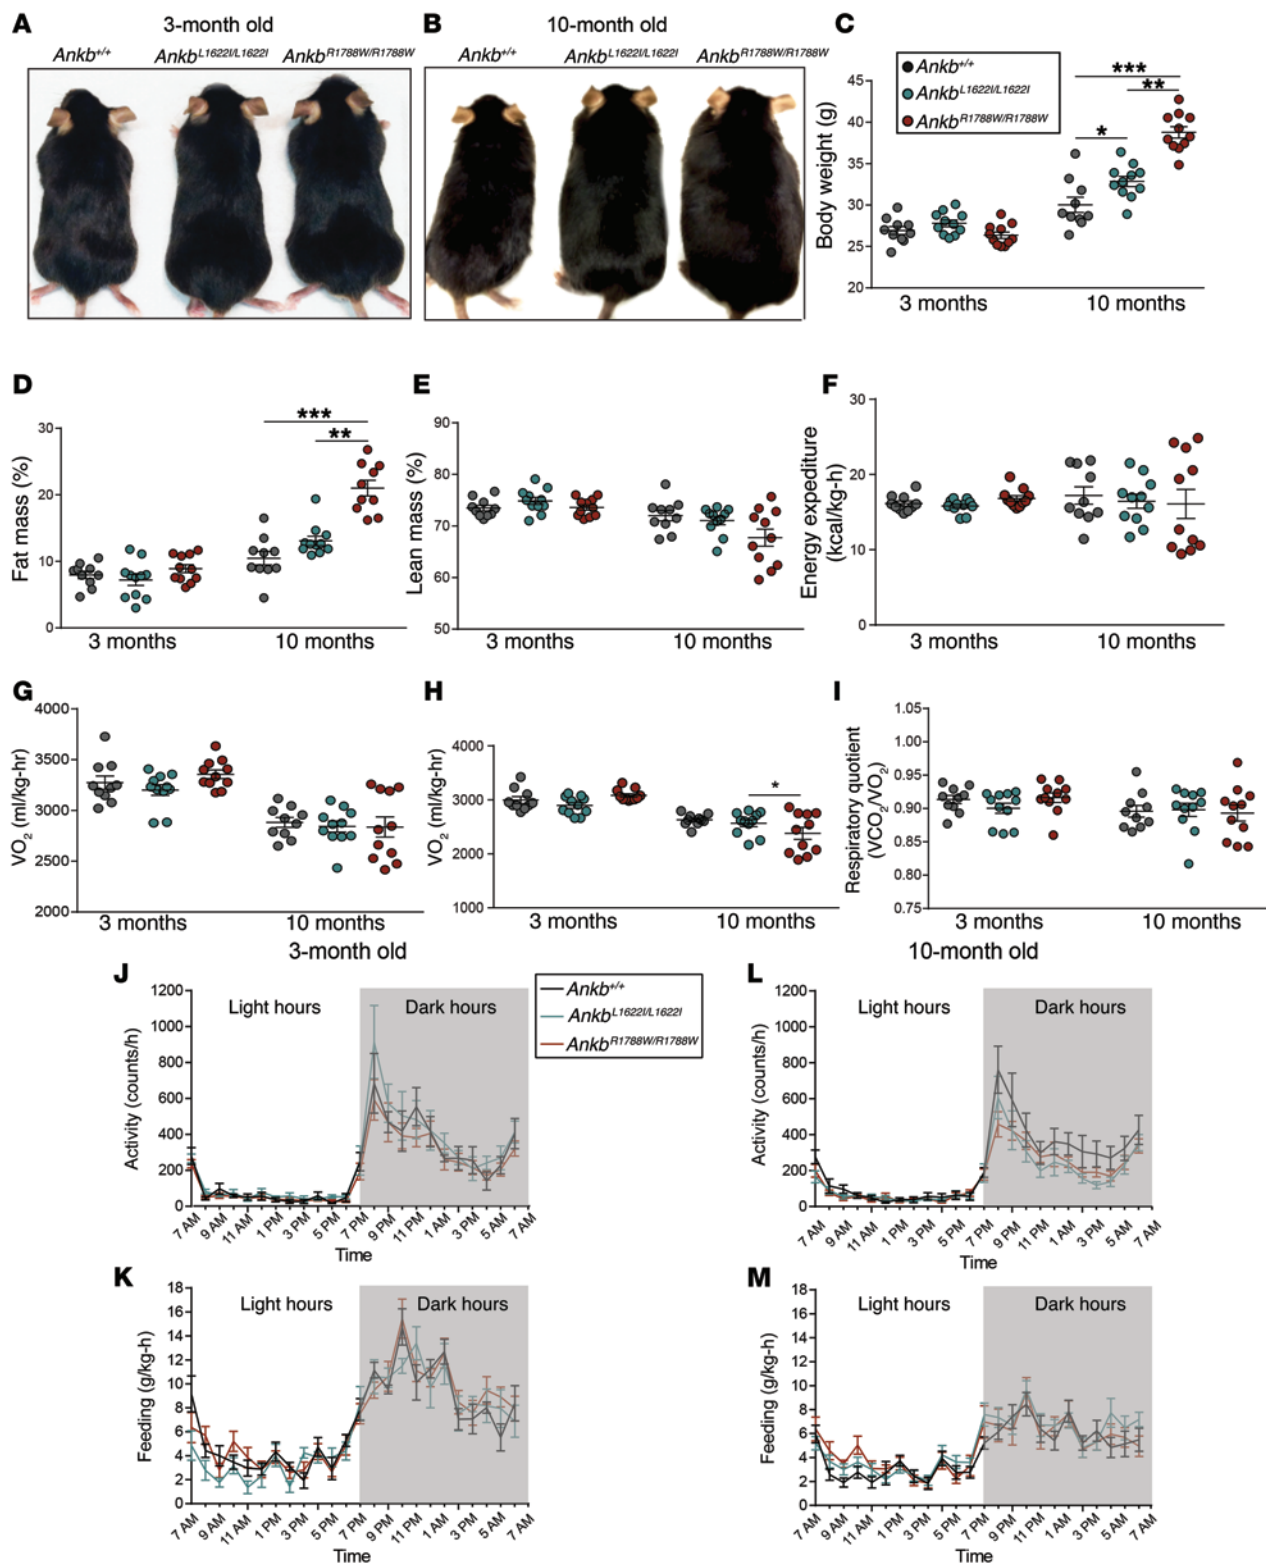 A
3-month old
Ankb+/+
AnkbL1622I/L1622I
AnkbR1788W/R1788W
B
10-month old
Ankb+/+
AnkbL1622I/L1622I
AnkbR1788W/R1788W
C
Ankb+/+
AnkbL1622I/L1622I
AnkbR1788W/R1788W
Body weight (g)
45
40
35
30
25
20
***
**
*
3 months
10 months
D
Fat mass (%)
30
20
10
0
***
**
3 months
10 months
E
Lean mass (%)
90
80
70
60
50
3 months
10 months
F
Energy expediture
(kcal/kg-h)
30
20
10
0
3 months
10 months
G
VO2 (ml/kg-hr)
4000
3500
3000
2500
2000
3 months
10 months
H
VO2 (ml/kg-hr)
4000
3000
2000
1000
*
3 months
10 months
I
Respiratory quotient
(VCO2/VO2)
1.05
1.00
0.95
0.90
0.85
0.80
0.75
3 months
10 months
3-month old
10-month old
J
Activity (counts/h)
1200
1000
800
600
400
200
0
Light hours
Dark hours
7 AM
9 AM
11 AM
1 PM
3 PM
5 PM
7 PM
9 PM
11 PM
1 AM
3 AM
5 AM
7 AM
Time
Ankb+/+
AnkbL1622I/L1622I
AnkbR1788W/R1788W
L
Activity (counts/h)
1200
1000
800
600
400
200
0
Light hours
Dark hours
7 AM
9 AM
11 AM
1 PM
3 PM
5 PM
7 PM
9 PM
11 PM
1 AM
3 PM
5 AM
7 AM
Time
K
Feeding (g/kg-h)
18
16
14
12
10
8
6
4
2
0
Light hours
Dark hours
7 AM
9 AM
11 AM
1 PM
3 PM
5 PM
7 PM
9 PM
11 PM
1 AM
3 PM
5 AM
7 AM
Time
M
Feeding (g/kg-h)
18
16
14
12
10
8
6
4
2
0
Light hours
Dark hours
7 AM
9 AM
11 AM
1 PM
3 PM
5 PM
7 PM
9 PM
11 PM
1 AM
3 PM
5 AM
7 AM
Time